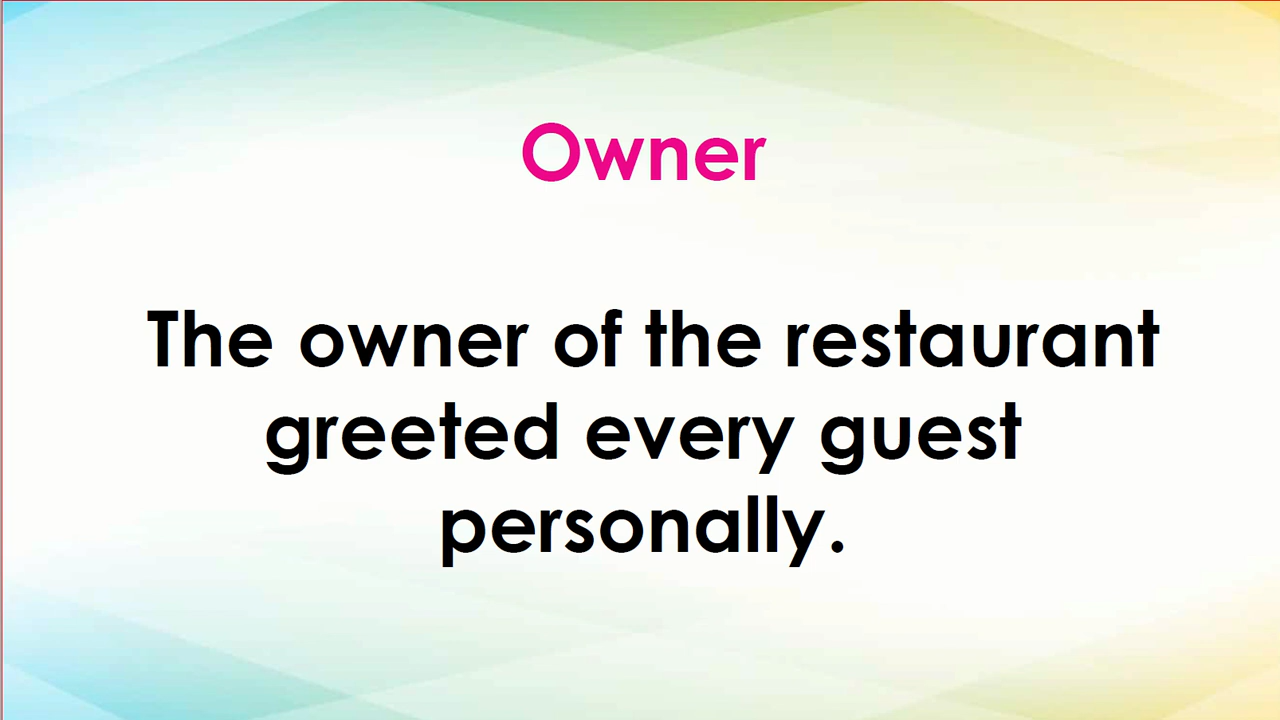 Owner
The owner of the restaurant
greeted every guest
personally.